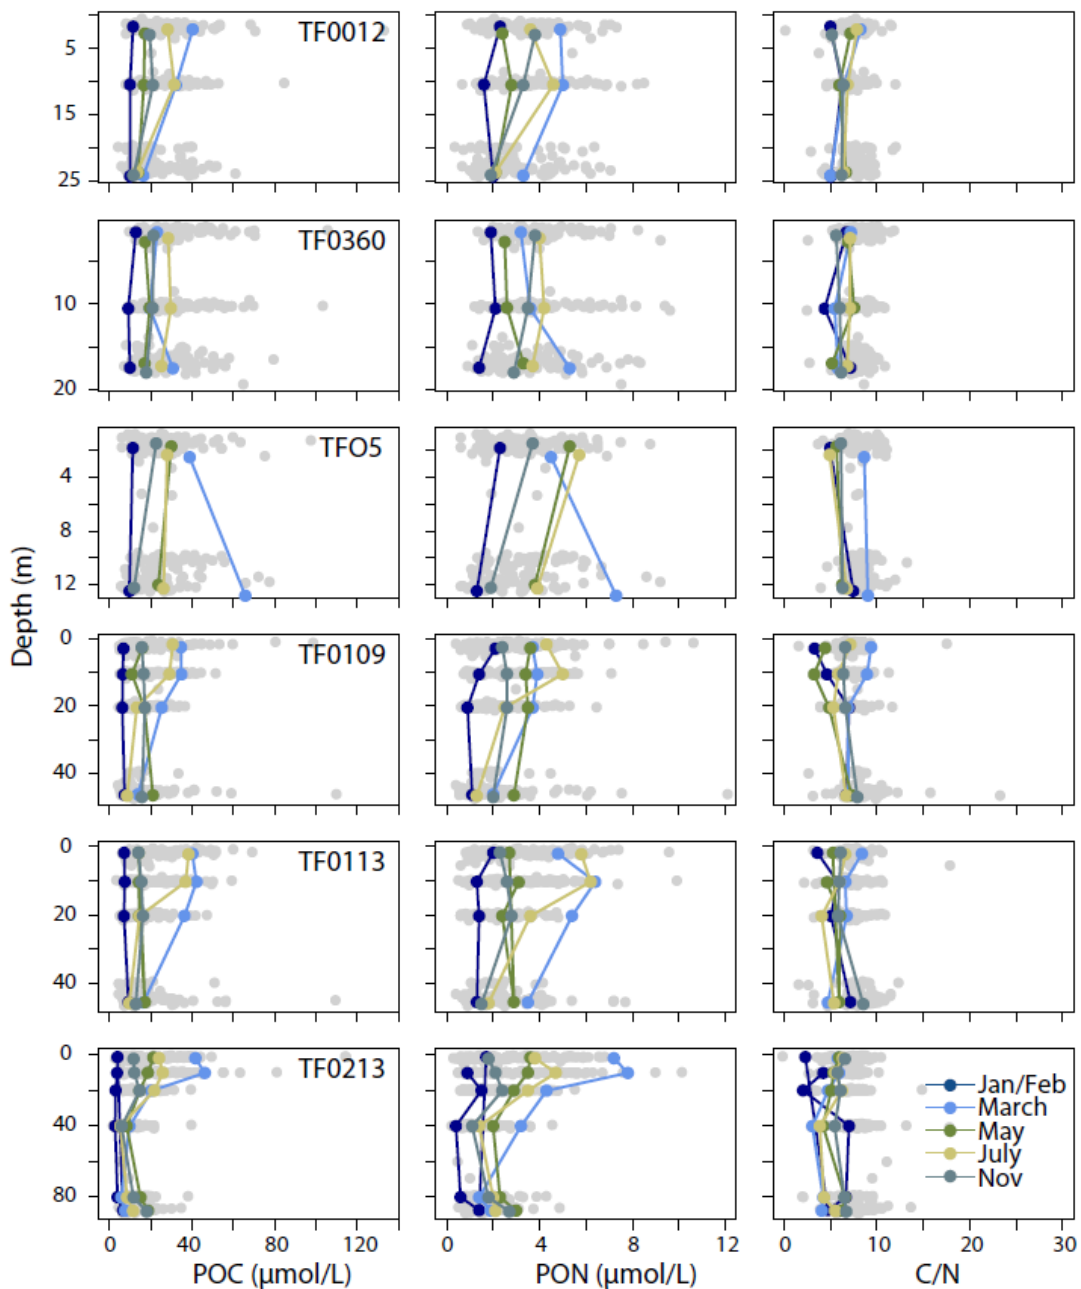 TF0012
5
15
25
TF0360
10
20
TFO5
4
8
12
Depth (m)
TF0109
0
20
40
TF0113
0
20
40
TF0213
0
40
80
Jan/Feb
March
May
July
Nov
0 40 80 120
0 4 8 12
0 10 20 30
POC (μmol/L)
PON (μmol/L)
C/N